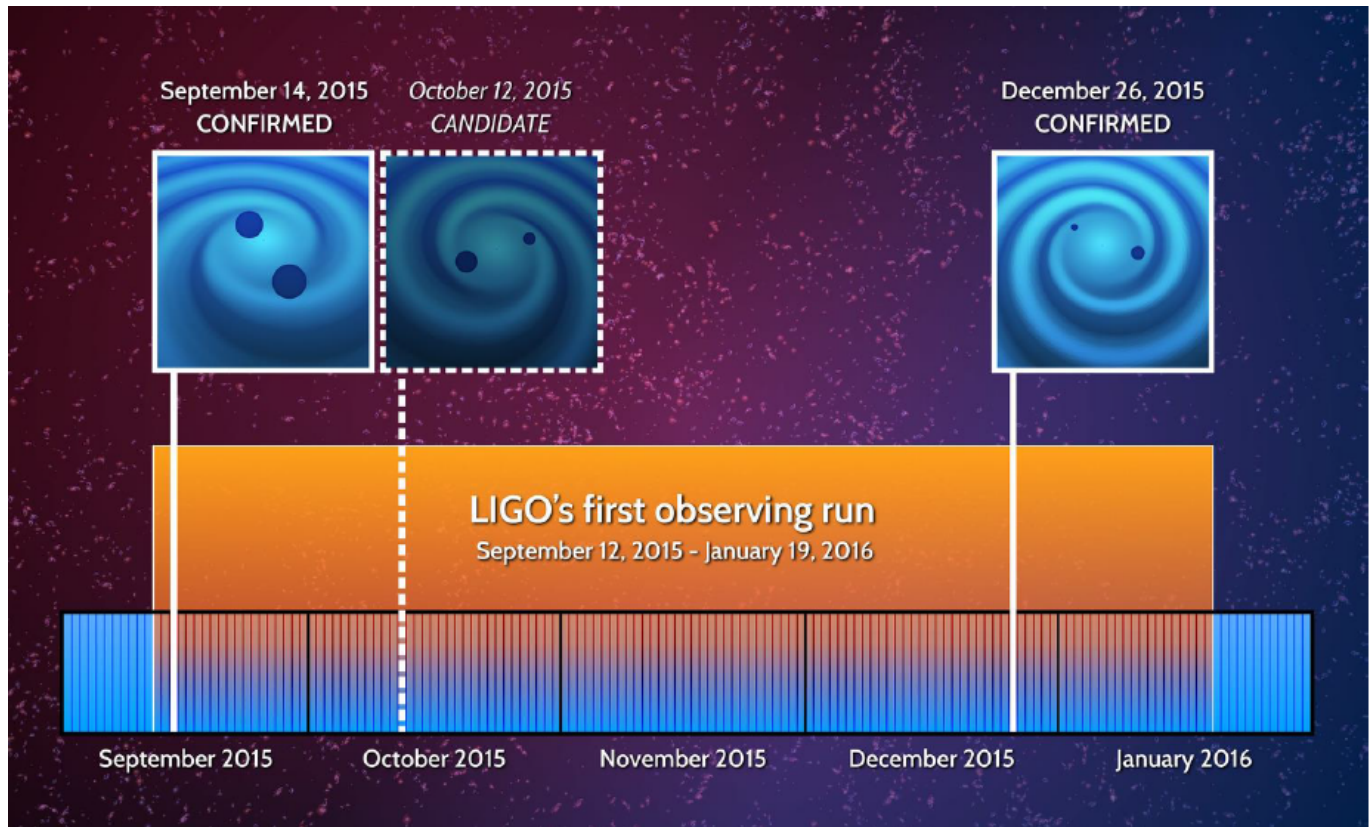 September 14, 2015
CONFIRMED
October 12, 2015
CANDIDATE
December 26, 2015
CONFIRMED
LIGO's first observing run
September 12, 2015 - January 19, 2016
September 2015
October 2015
November 2015
December 2015
January 2016